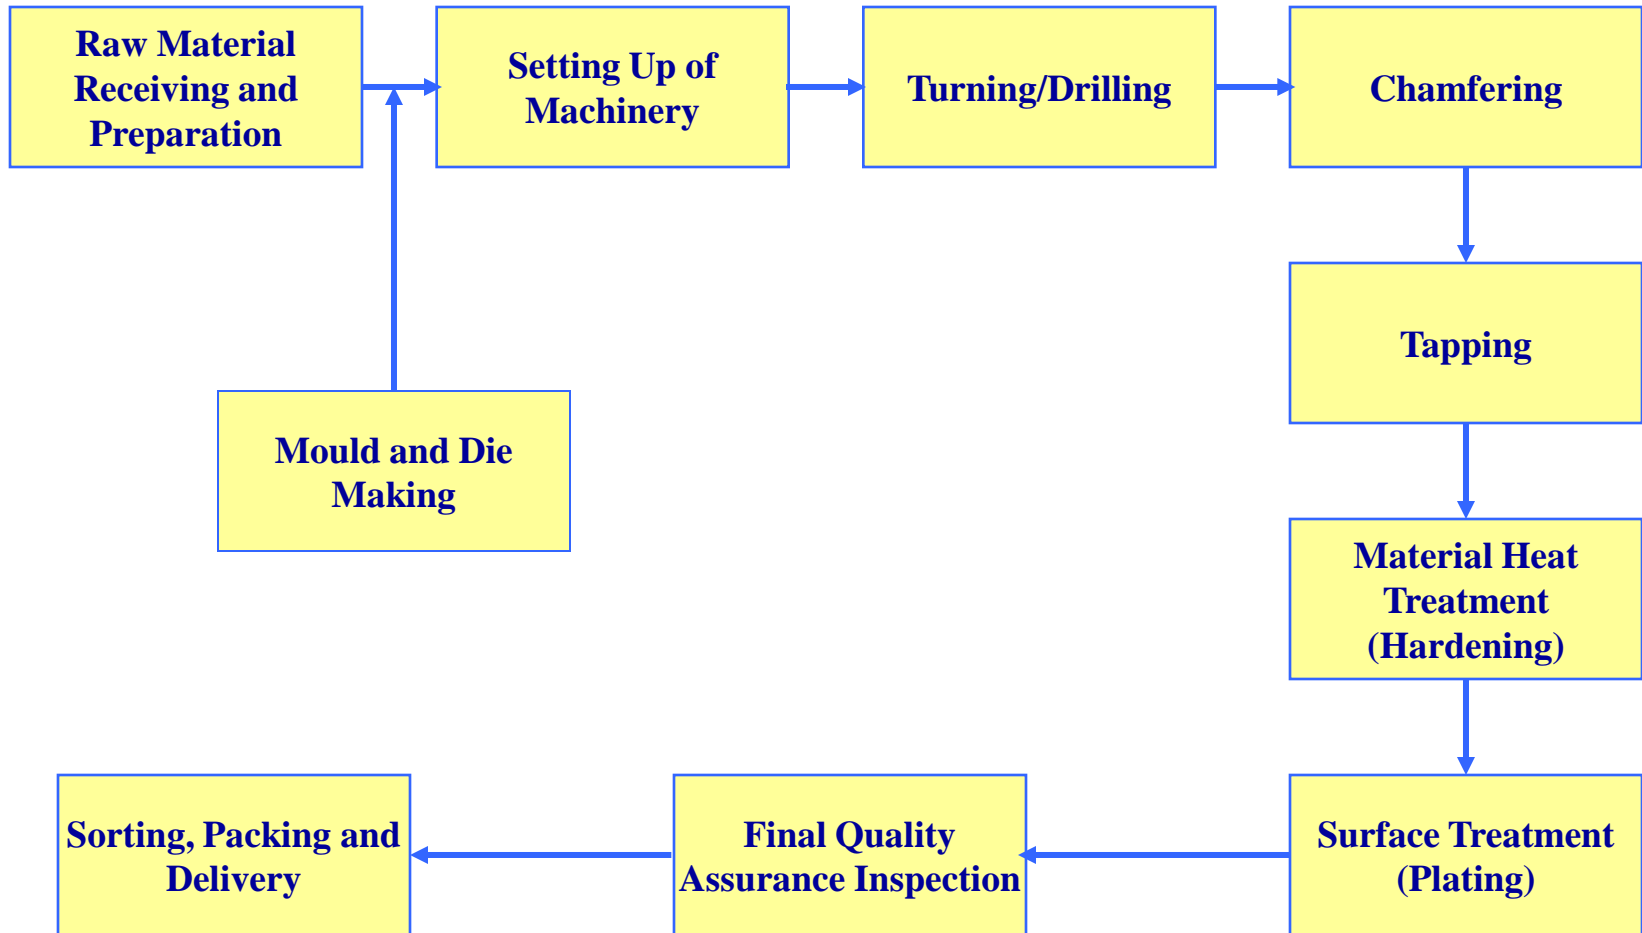 Raw Material
Receiving and
Preparation
Setting Up of
Machinery
Turning/Drilling
Chamfering
Tapping
Mould and Die
Making
Material Heat
Treatment
(Hardening)
Surface Treatment
(Plating)
Final Quality
Assurance Inspection
Sorting, Packing and
Delivery